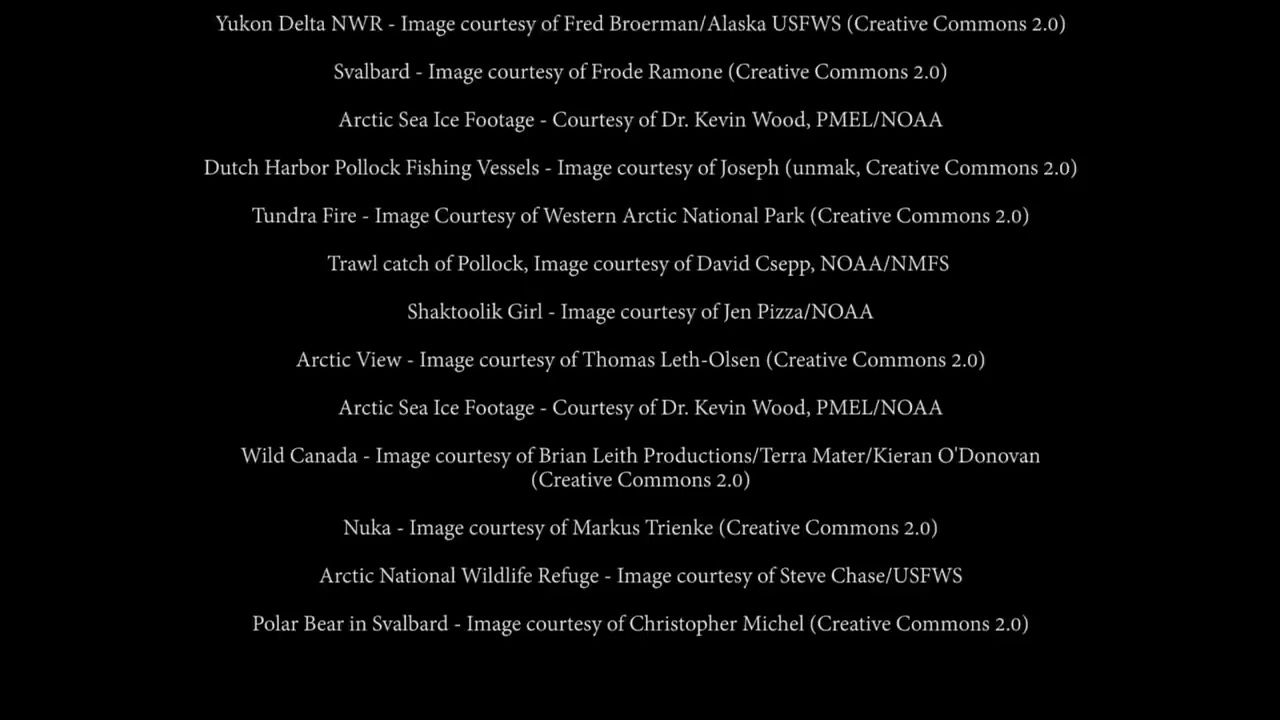 Yukon Delta NWR - Image courtesy of Fred Broerman/Alaska USFWS (Creative Commons 2.0)
Svalbard - Image courtesy of Frode Ramone (Creative Commons 2.0)
Arctic Sea Ice Footage - Courtesy of Dr. Kevin Wood, PMEL/NOAA
Dutch Harbor Pollock Fishing Vessels - Image courtesy of Joseph (unmak, Creative Commons 2.0)
Tundra Fire - Image Courtesy of Western Arctic National Park (Creative Commons 2.0)
Trawl catch of Pollock, Image courtesy of David Csepp, NOAA/NMFS
Shaktoolik Girl - Image courtesy of Jen Pizza/NOAA
Arctic View - Image courtesy of Thomas Leth-Olsen (Creative Commons 2.0)
Arctic Sea Ice Footage - Courtesy of Dr. Kevin Wood, PMEL/NOAA
Wild Canada - Image courtesy of Brian Leith Productions/Terra Mater/Kieran O'Donovan
(Creative Commons 2.0)
Nuka - Image courtesy of Markus Trienke (Creative Commons 2.0)
Arctic National Wildlife Refuge - Image courtesy of Steve Chase/USFWS
Polar Bear in Svalbard - Image courtesy of Christopher Michel (Creative Commons 2.0)